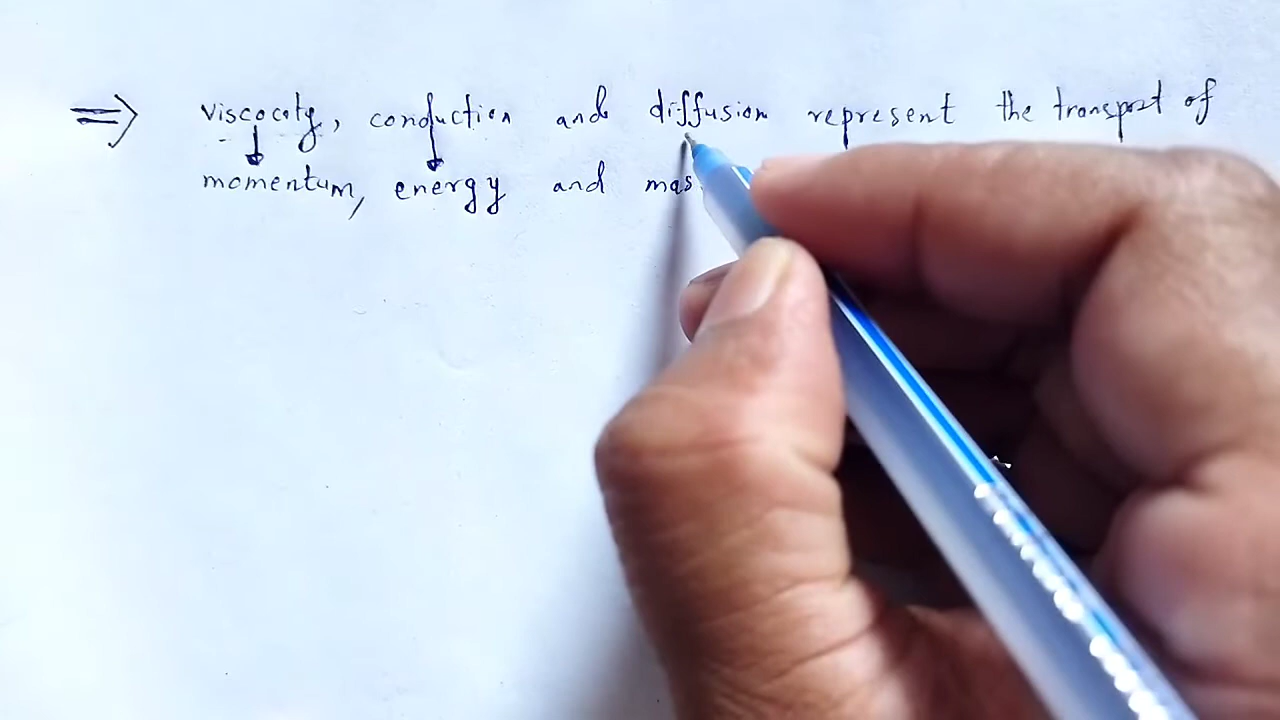 ⇒ viscocity, conduction and diffusion represent the transport of
momentum, energy and mas